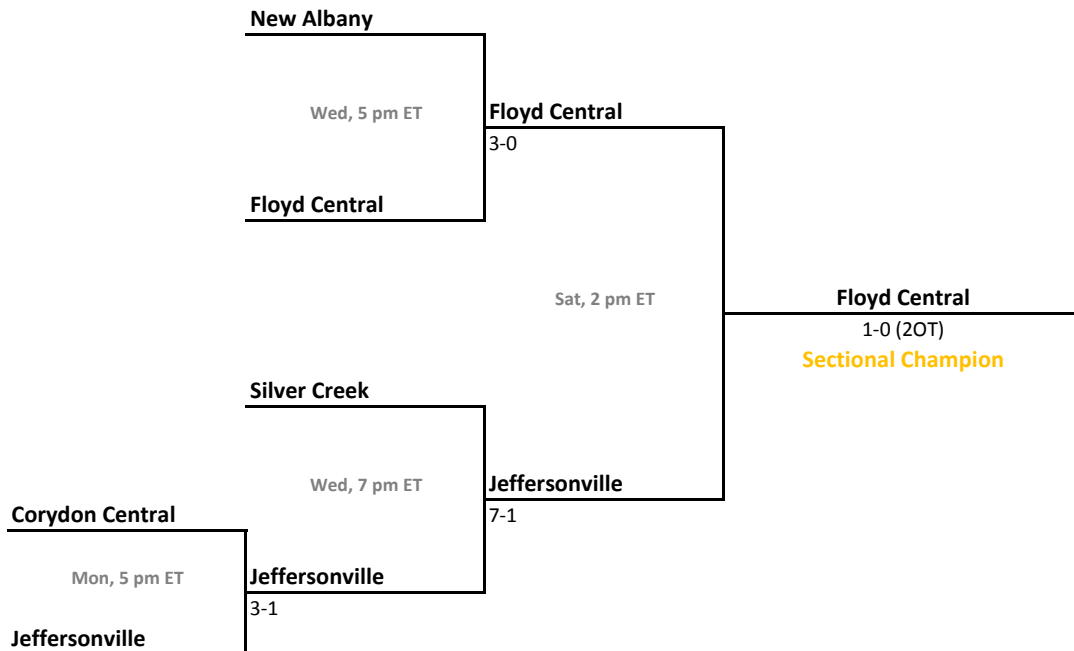 New Albany
Wed, 5 pm ET
Floyd Central
3-0
Floyd Central
Sat, 2 pm ET
Floyd Central
1-0 (2OT)
Sectional Champion
Silver Creek
Wed, 7 pm ET
Jeffersonville
7-1
Corydon Central
Mon, 5 pm ET
Jeffersonville
3-1
Jeffersonville